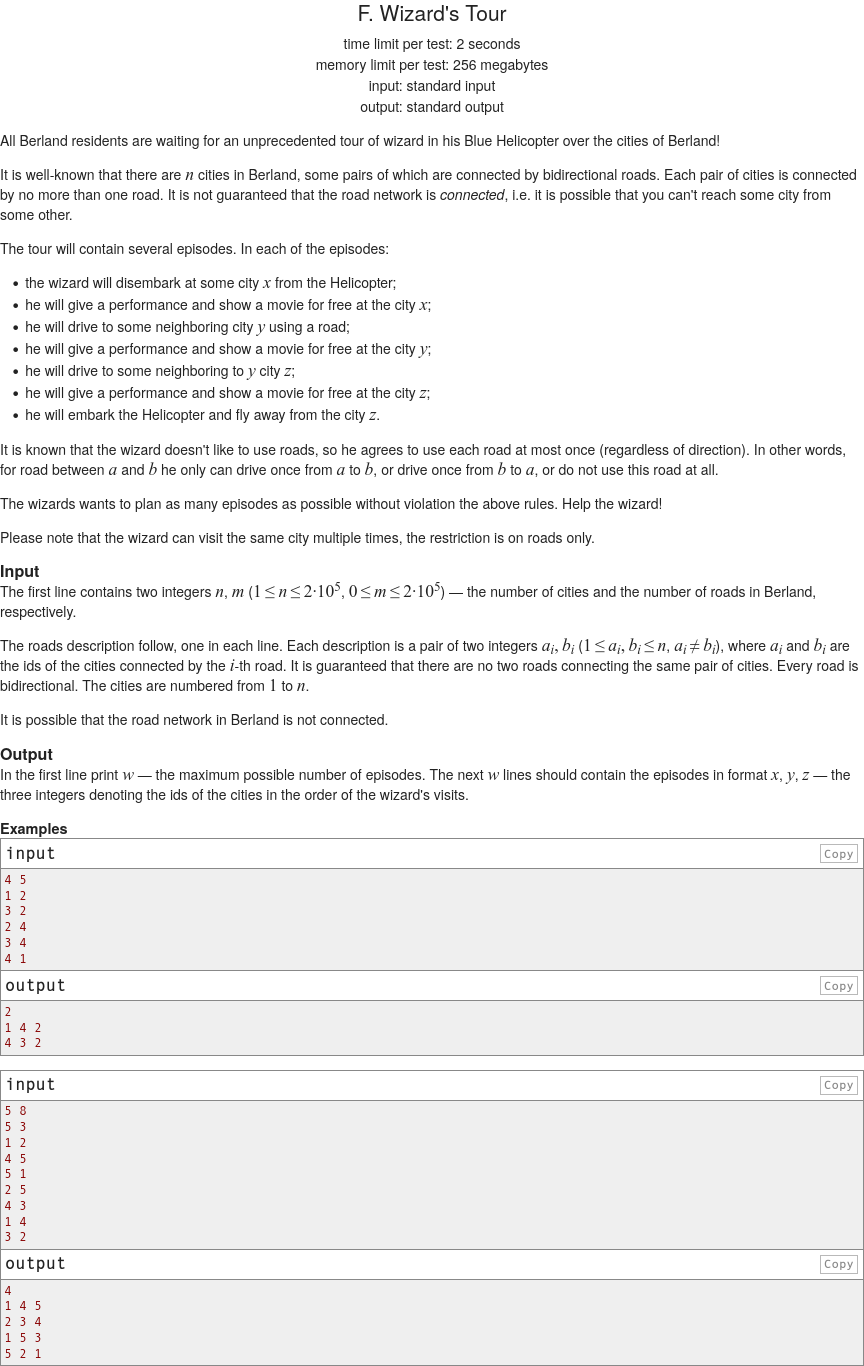 F. Wizard's Tour
time limit per test: 2 seconds
memory limit per test: 256 megabytes
input: standard input
output: standard output
All Berland residents are waiting for an unprecedented tour of wizard in his Blue Helicopter over the cities of Berland!
It is well-known that there are n cities in Berland, some pairs of which are connected by bidirectional roads. Each pair of cities is connected
by no more than one road. It is not guaranteed that the road network is connected, i.e. it is possible that you can't reach some city from
some other.
The tour will contain several episodes. In each of the episodes:
• the wizard will disembark at some city x from the Helicopter;
• he will give a performance and show a movie for free at the city x;
• he will drive to some neighboring city y using a road;
• he will give a performance and show a movie for free at the city y;
• he will drive to some neighboring to y city z;
• he will give a performance and show a movie for free at the city z;
• he will embark the Helicopter and fly away from the city z.
It is known that the wizard doesn't like to use roads, so he agrees to use each road at most once (regardless of direction). In other words,
for road between a and b he only can drive once from a to b, or drive once from b to a, or do not use this road at all.
The wizards wants to plan as many episodes as possible without violation the above rules. Help the wizard!
Please note that the wizard can visit the same city multiple times, the restriction is on roads only.
Input
The first line contains two integers n, m (1 ≤ n ≤ 2·10⁵, 0 ≤ m ≤ 2·10⁵) — the number of cities and the number of roads in Berland,
respectively.
The roads description follow, one in each line. Each description is a pair of two integers aᵢ, bᵢ (1 ≤ aᵢ, bᵢ ≤ n, aᵢ ≠ bᵢ), where aᵢ and bᵢ are
the ids of the cities connected by the i-th road. It is guaranteed that there are no two roads connecting the same pair of cities. Every road is
bidirectional. The cities are numbered from 1 to n.
It is possible that the road network in Berland is not connected.
Output
In the first line print w — the maximum possible number of episodes. The next w lines should contain the episodes in format x, y, z — the
three integers denoting the ids of the cities in the order of the wizard's visits.
Examples
input Copy
4 5
1 2
3 2
2 4
3 4
4 1
output Copy
2
1 4 2
4 3 2
input Copy
5 8
5 3
1 2
4 5
5 1
2 5
4 3
1 4
3 2
output Copy
4
1 4 5
2 3 4
1 5 3
5 2 1